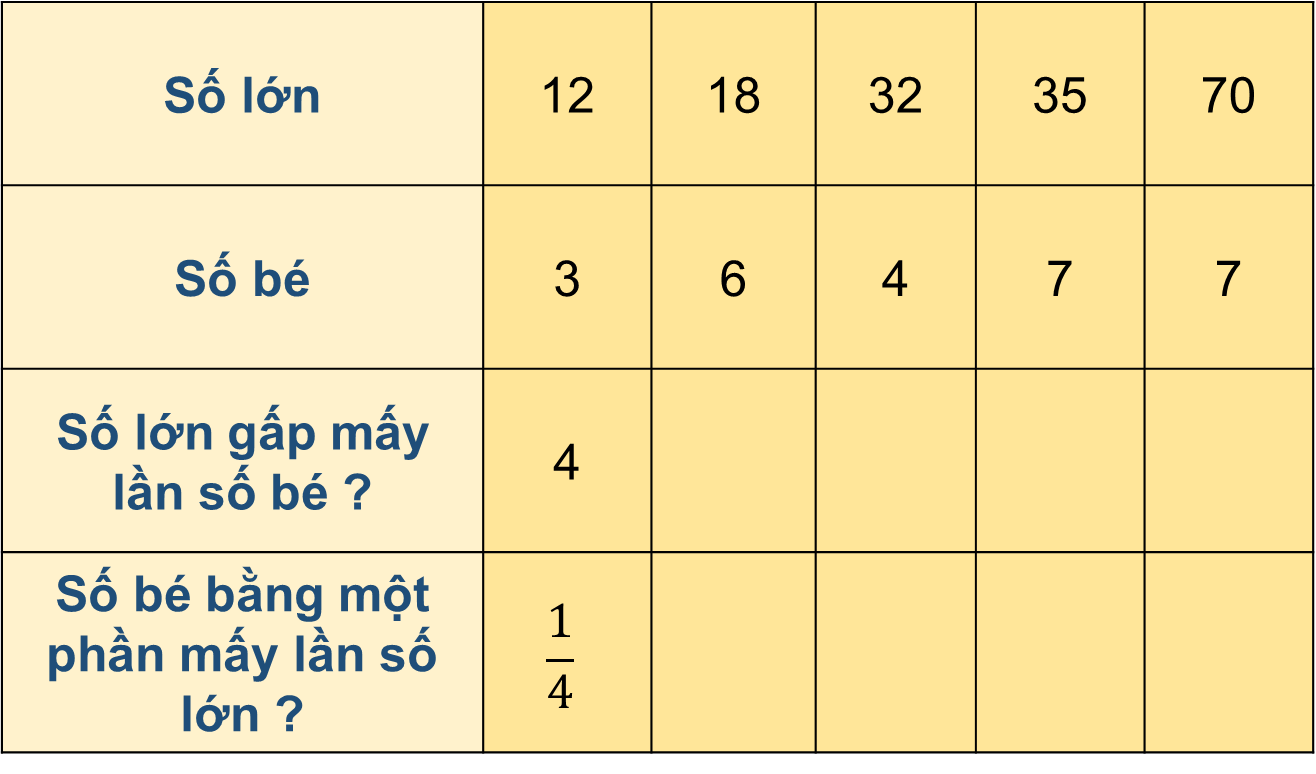 Số lớn 12 18 32 35 70
Số bé 3 6 4 7 7
Số lớn gấp mấy
lần số bé ? 4
Số bé bằng một
phần mấy lần số
lớn ? 1/4